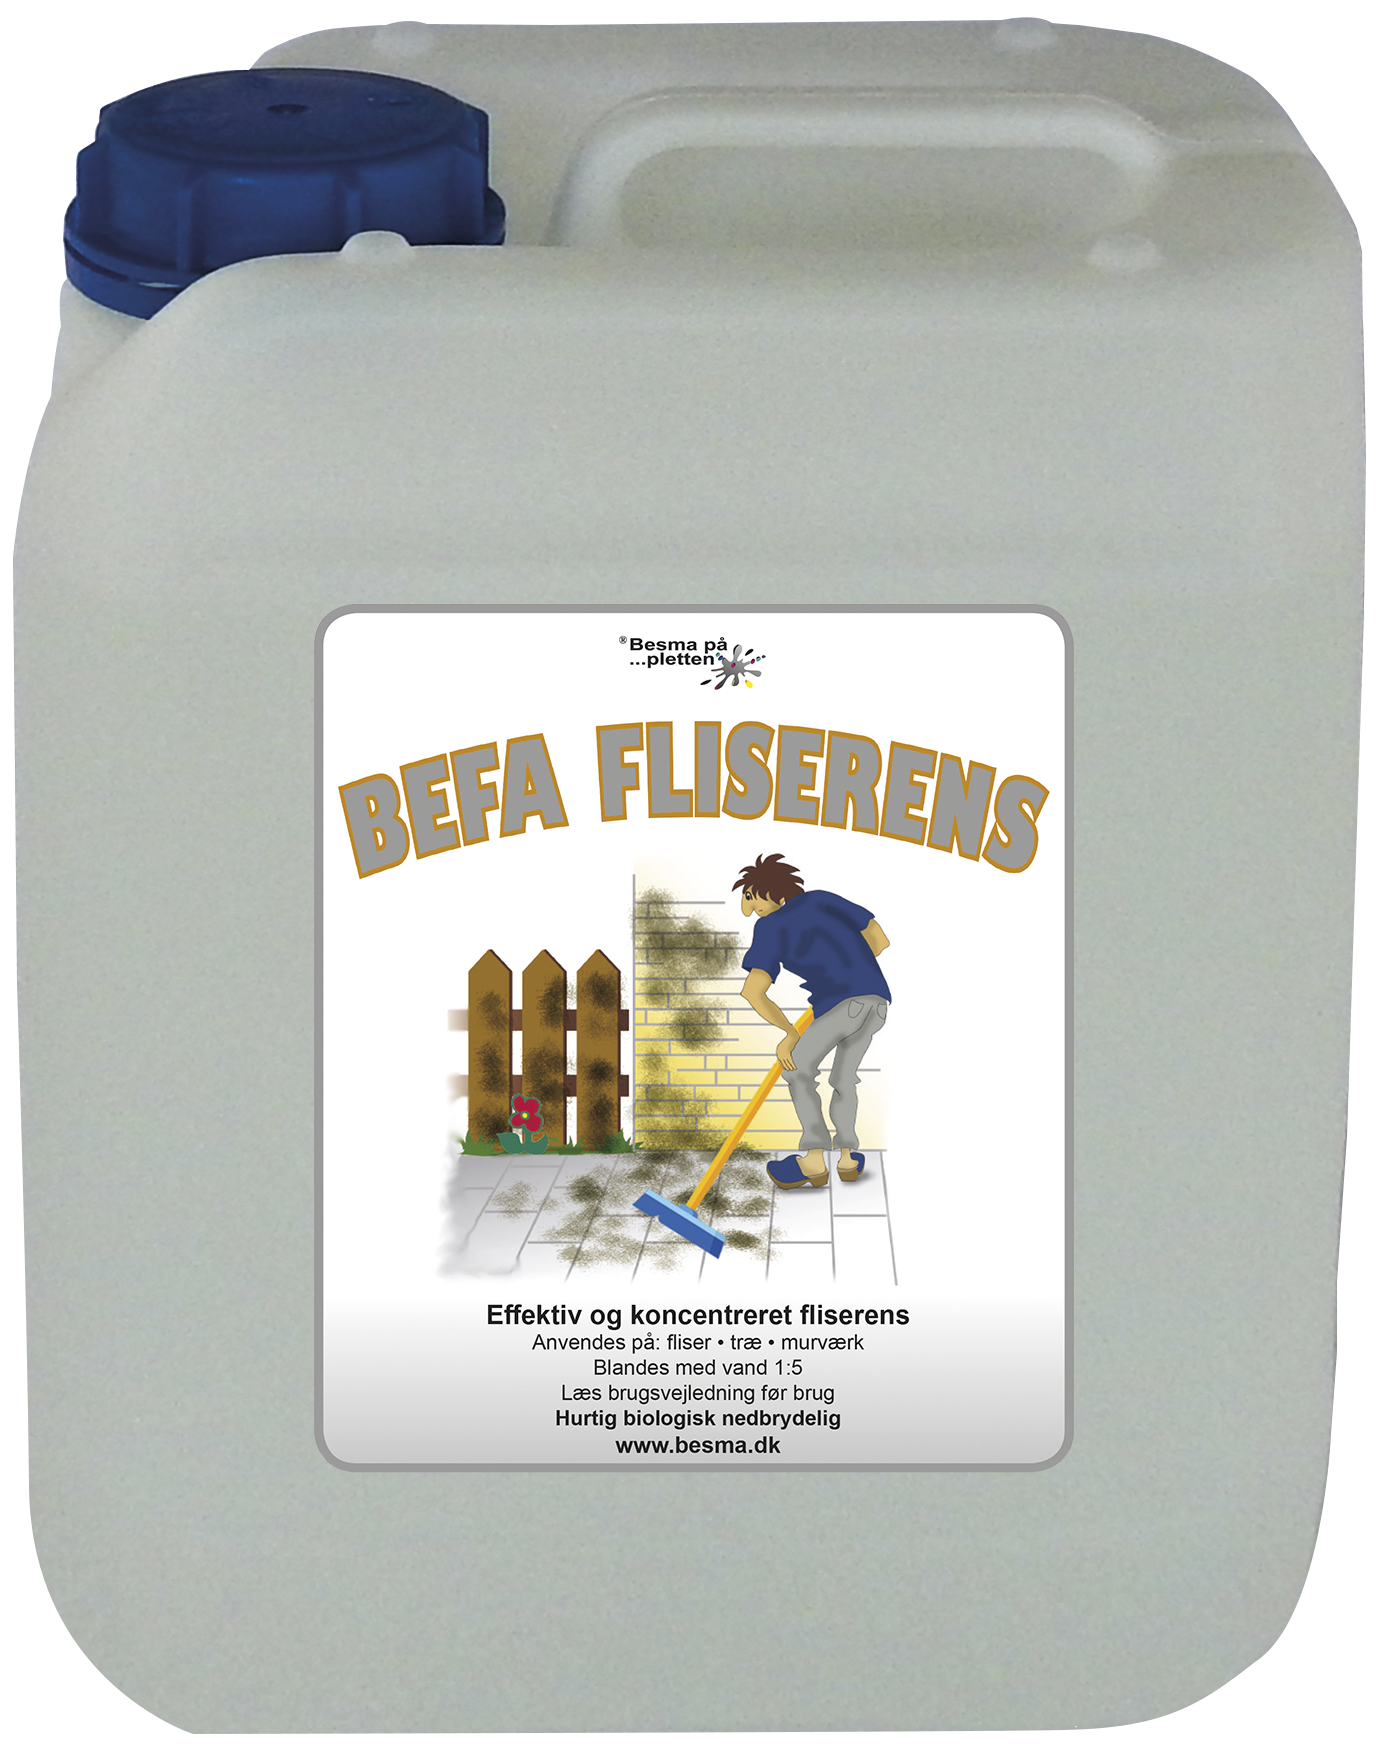 ®Besma på
...pletten
BEFA FLISERENS
Effektiv og koncentreret fliserens
Anvendes på: fliser • træ • murværk
Blandes med vand 1:5
Læs brugsvejledning før brug
Hurtig biologisk nedbrydelig
www.besma.dk